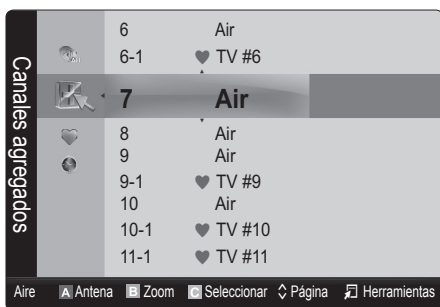 Canales agregados
6 Air
6-1 ♥ TV #6
7 Air
8 Air
9 Air
9-1 ♥ TV #9
10 Air
10-1 ♥ TV #10
11-1 ♥ TV #11
Aire A Antena B Zoom C Seleccionar Página Herramientas